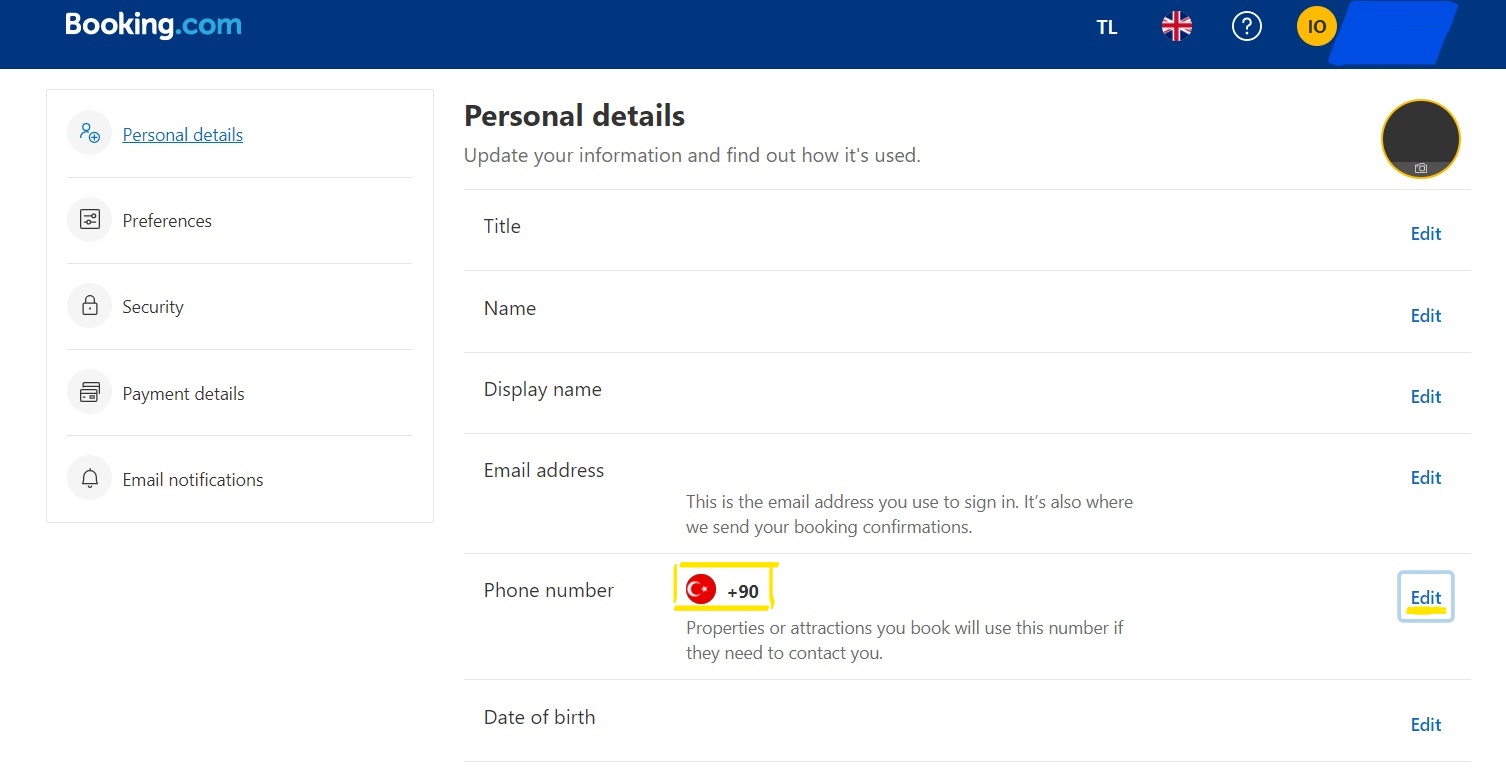 Booking.com
TL
IO
Personal details
Preferences
Security
Payment details
Email notifications
Personal details
Update your information and find out how it's used.
Title
Edit
Name
Edit
Display name
Edit
Email address
Edit
This is the email address you use to sign in. It’s also where
we send your booking confirmations.
Phone number
+90
Edit
Properties or attractions you book will use this number if
they need to contact you.
Date of birth
Edit